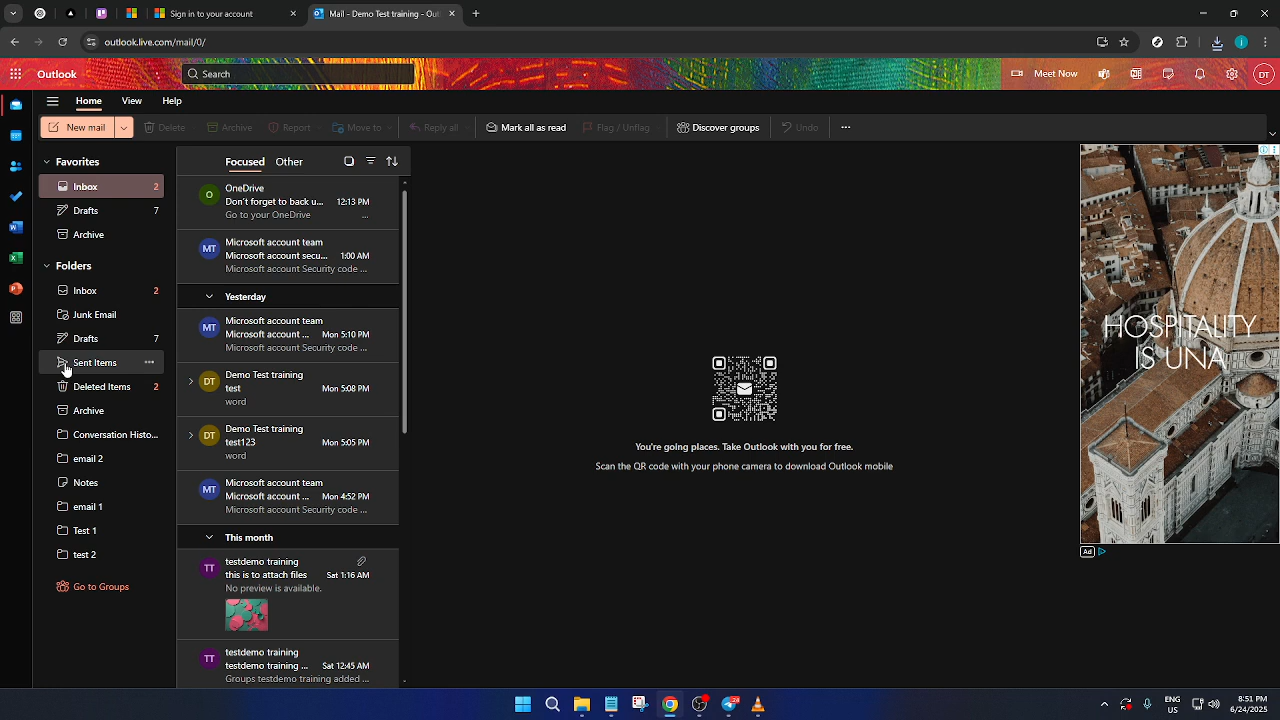 Sign in to your account
Mail - Demo Test training - Out
outlook.live.com/mail/0/
Outlook
Search
Meet Now
DT
Home View Help
New mail Delete Archive Report Move to Reply all Mark all as read Flag / Unflag Discover groups Undo
Favorites
Inbox 2
Drafts 7
Archive
Folders
Inbox 2
Junk Email
Drafts 7
Sent Items
Deleted Items 2
Archive
Conversation Histo...
email 2
Notes
email 1
Test 1
test 2
Go to Groups
Focused Other
O
OneDrive
Don't forget to back u... 12:13 PM
Go to your OneDrive ...
MT
Microsoft account team
Microsoft account secu... 1:00 AM
Microsoft account Security code ...
Yesterday
MT
Microsoft account team
Microsoft ac... Mon 5:10 PM
Microsoft account Security code ...
DT
Demo Test training
test Mon 5:08 PM
word
DT
Demo Test training
test123 Mon 5:05 PM
word
MT
Microsoft account team
Microsoft a... Mon 4:52 PM
Microsoft account Security code ...
This month
TT
testdemo training
this is to attach files Sat 1:16 AM
No preview is available.
TT
testdemo training
testdemo training ... Sat 12:45 AM
Groups testdemo training added ...
You're going places. Take Outlook with you for free.
Scan the QR code with your phone camera to download Outlook mobile
HOSPITALITY
IS UNA
Ad
ENG
US
8:51 PM
6/24/2025